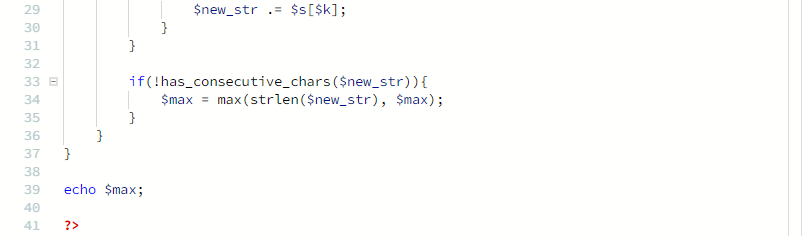 29 $new_str .= $s[$k];
30 }
31 }
32
33 if(!has_consecutive_chars($new_str)){
34 $max = max(strlen($new_str), $max);
35 }
36 }
37 }
38
39 echo $max;
40
41 ?>